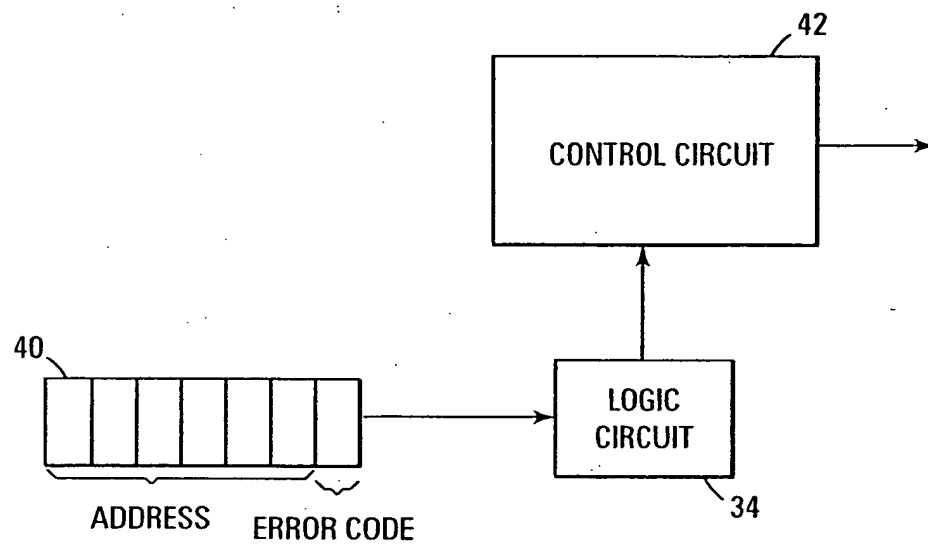 42
CONTROL CIRCUIT
40
LOGIC
CIRCUIT
34
ADDRESS
ERROR CODE